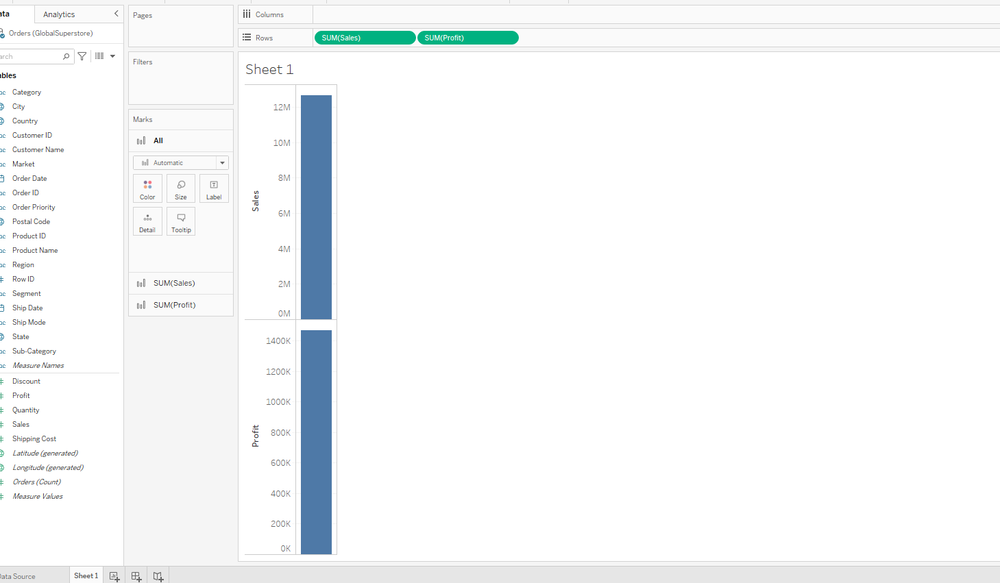 ata
Analytics
Orders (GlobalSuperstore)
arch
ables
Category
City
Country
Customer ID
Customer Name
Market
Order Date
Order ID
Order Priority
Postal Code
Product ID
Product Name
Region
Row ID
Segment
Ship Date
Ship Mode
State
Sub-Category
Measure Names
Discount
Profit
Quantity
Sales
Shipping Cost
Latitude (generated)
Longitude (generated)
Orders (Count)
Measure Values
Pages
Filters
Marks
All
Automatic
Color
Size
Label
Detail
Tooltip
SUM(Sales)
SUM(Profit)
Columns
Rows
SUM(Sales)
SUM(Profit)
Sheet 1
Sales
12M
10M
8M
6M
4M
2M
0M
Profit
1400K
1200K
1000K
800K
600K
400K
200K
0K
Data Source
Sheet 1